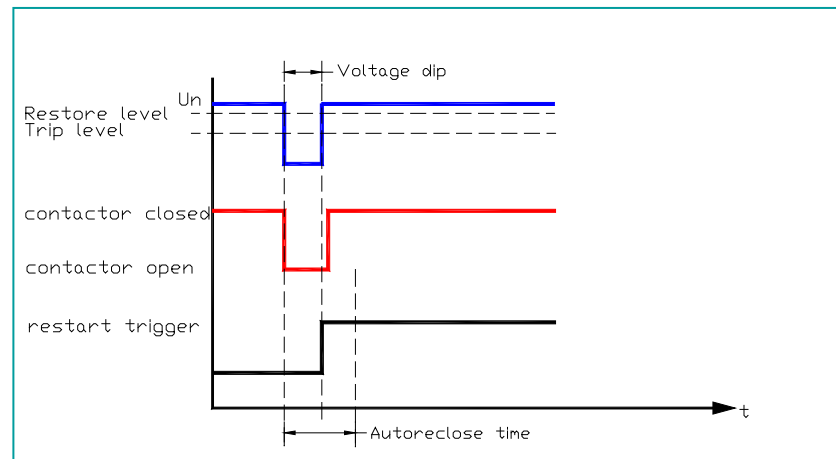 Voltage dip
Un
Restore level
Trip level
contactor closed
contactor open
restart trigger
t
Autoreclose time